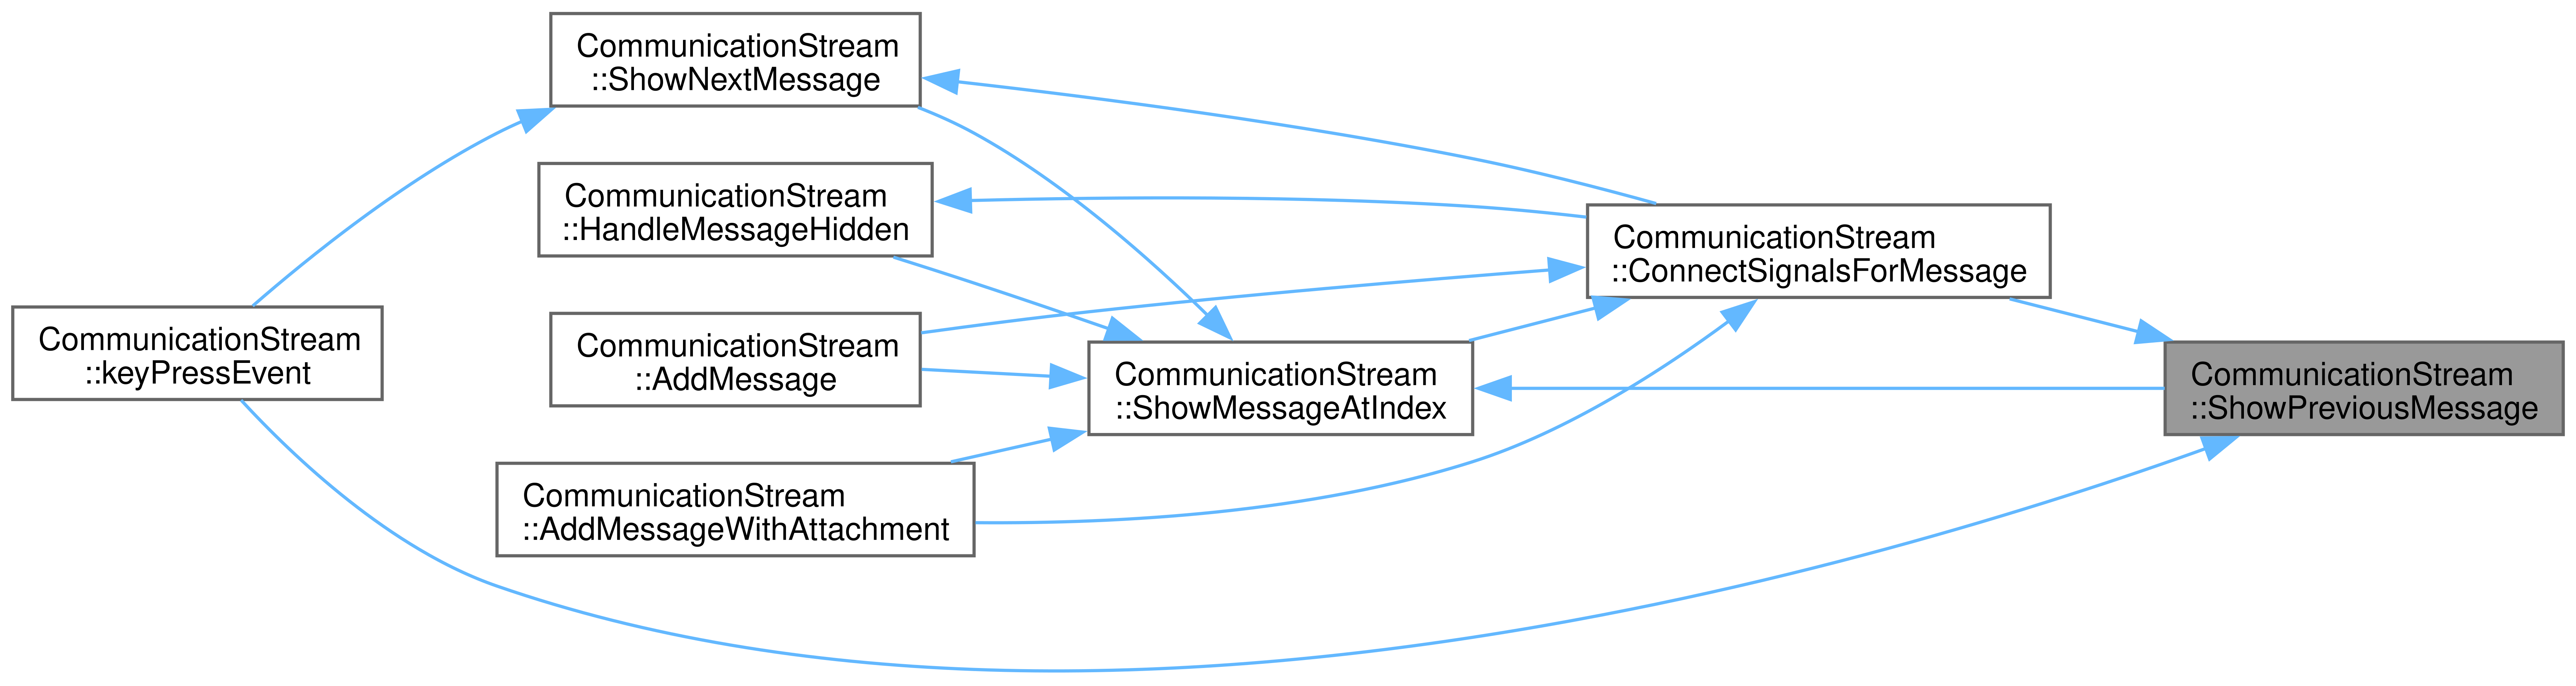 CommunicationStream
::ShowNextMessage
CommunicationStream
::HandleMessageHidden
CommunicationStream
::ConnectSignalsForMessage
CommunicationStream
::keyPressEvent
CommunicationStream
::AddMessage
CommunicationStream
::ShowMessageAtIndex
CommunicationStream
::ShowPreviousMessage
CommunicationStream
::AddMessageWithAttachment